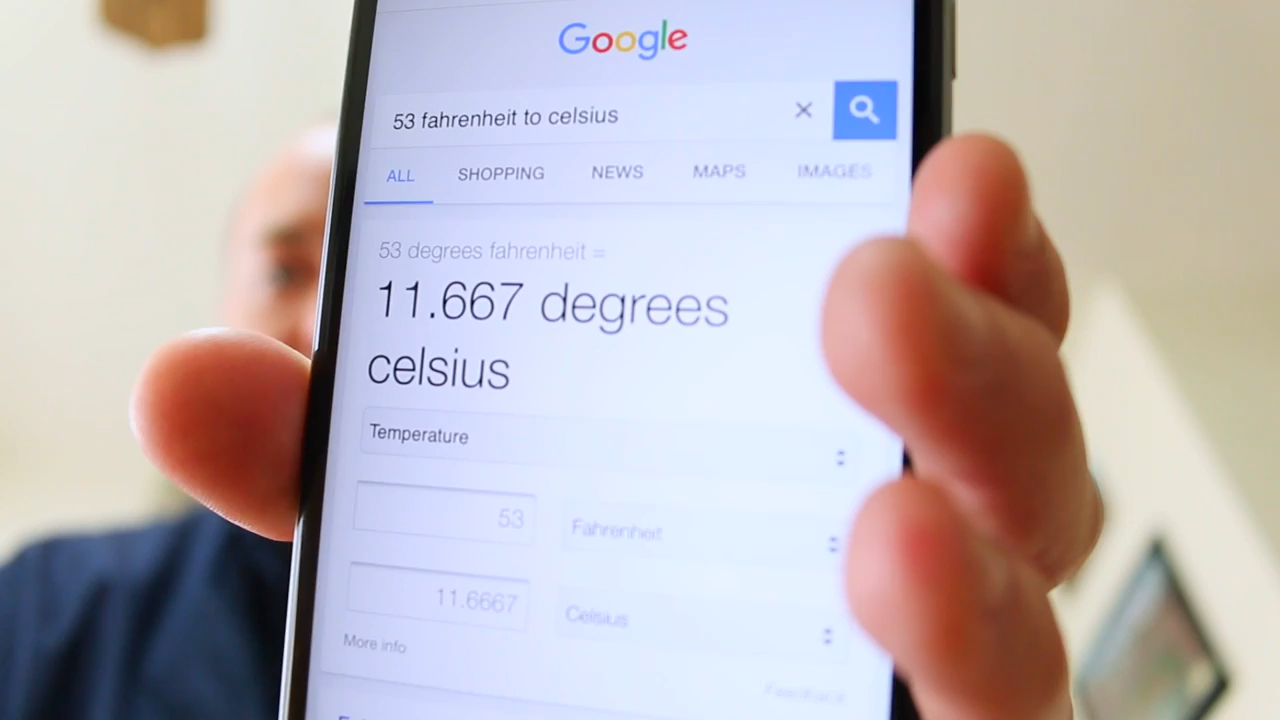 Google
53 fahrenheit to celsius
ALL SHOPPING NEWS MAPS IMAGES
53 degrees fahrenheit =
11.667 degrees
celsius
Temperature
53 Fahrenheit
11.6667 Celsius
More info
Feedback